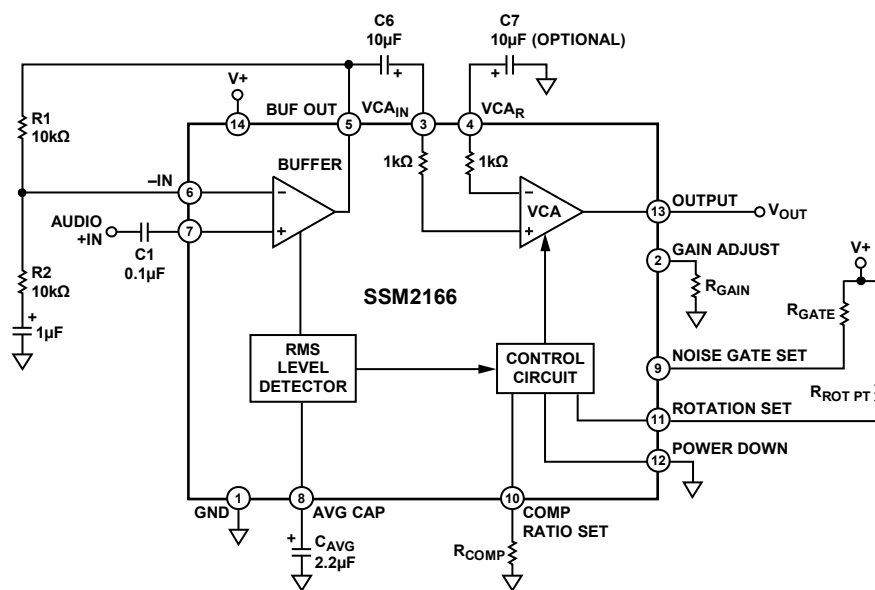 C6
10µF
C7
10µF (OPTIONAL)
V+
R1
10kΩ
BUF OUT
VCAIN
VCAR
14
5
3
4
1kΩ
1kΩ
BUFFER
–IN
6
–
+
VCA
–
+
OUTPUT
13
VOUT
AUDIO
+IN
7
C1
0.1µF
GAIN ADJUST
2
V+
R2
10kΩ
RGAIN
SSM2166
RGATE
+
1µF
RMS
LEVEL
DETECTOR
CONTROL
CIRCUIT
NOISE GATE SET
9
RROT PT
ROTATION SET
11
POWER DOWN
12
GND
1
8
AVG CAP
10
COMP
RATIO SET
+
CAVG
2.2µF
RCOMP